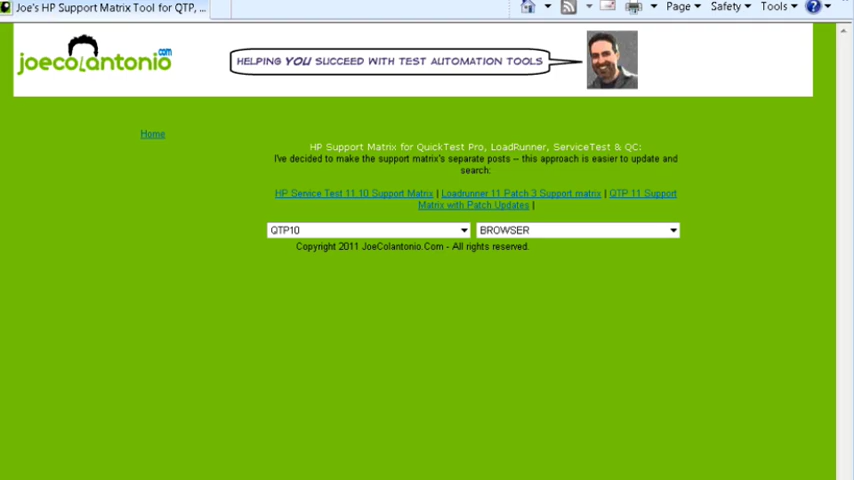 Joe's HP Support Matrix Tool for QTP, ...
Page
Safety
Tools
joecolantonio.com
HELPING YOU SUCCEED WITH TEST AUTOMATION TOOLS
Home
HP Support Matrix for QuickTest Pro, LoadRunner, ServiceTest & QC:
I've decided to make the support matrix's separate posts -- this approach is easier to update and
search:
HP Service Test 11.10 Support Matrix | Loadrunner 11 Patch 3 Support matrix | QTP 11 Support
Matrix with Patch Updates |
QTP10 BROWSER
Copyright 2011 JoeColantonio.Com - All rights reserved.